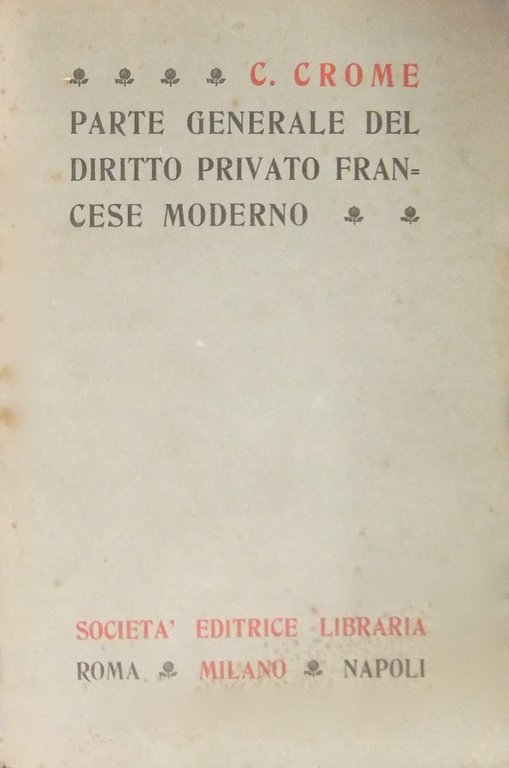 C. CROME
PARTE GENERALE DEL
DIRITTO PRIVATO FRAN=
CESE MODERNO
SOCIETA' EDITRICE LIBRARIA
ROMA MILANO NAPOLI